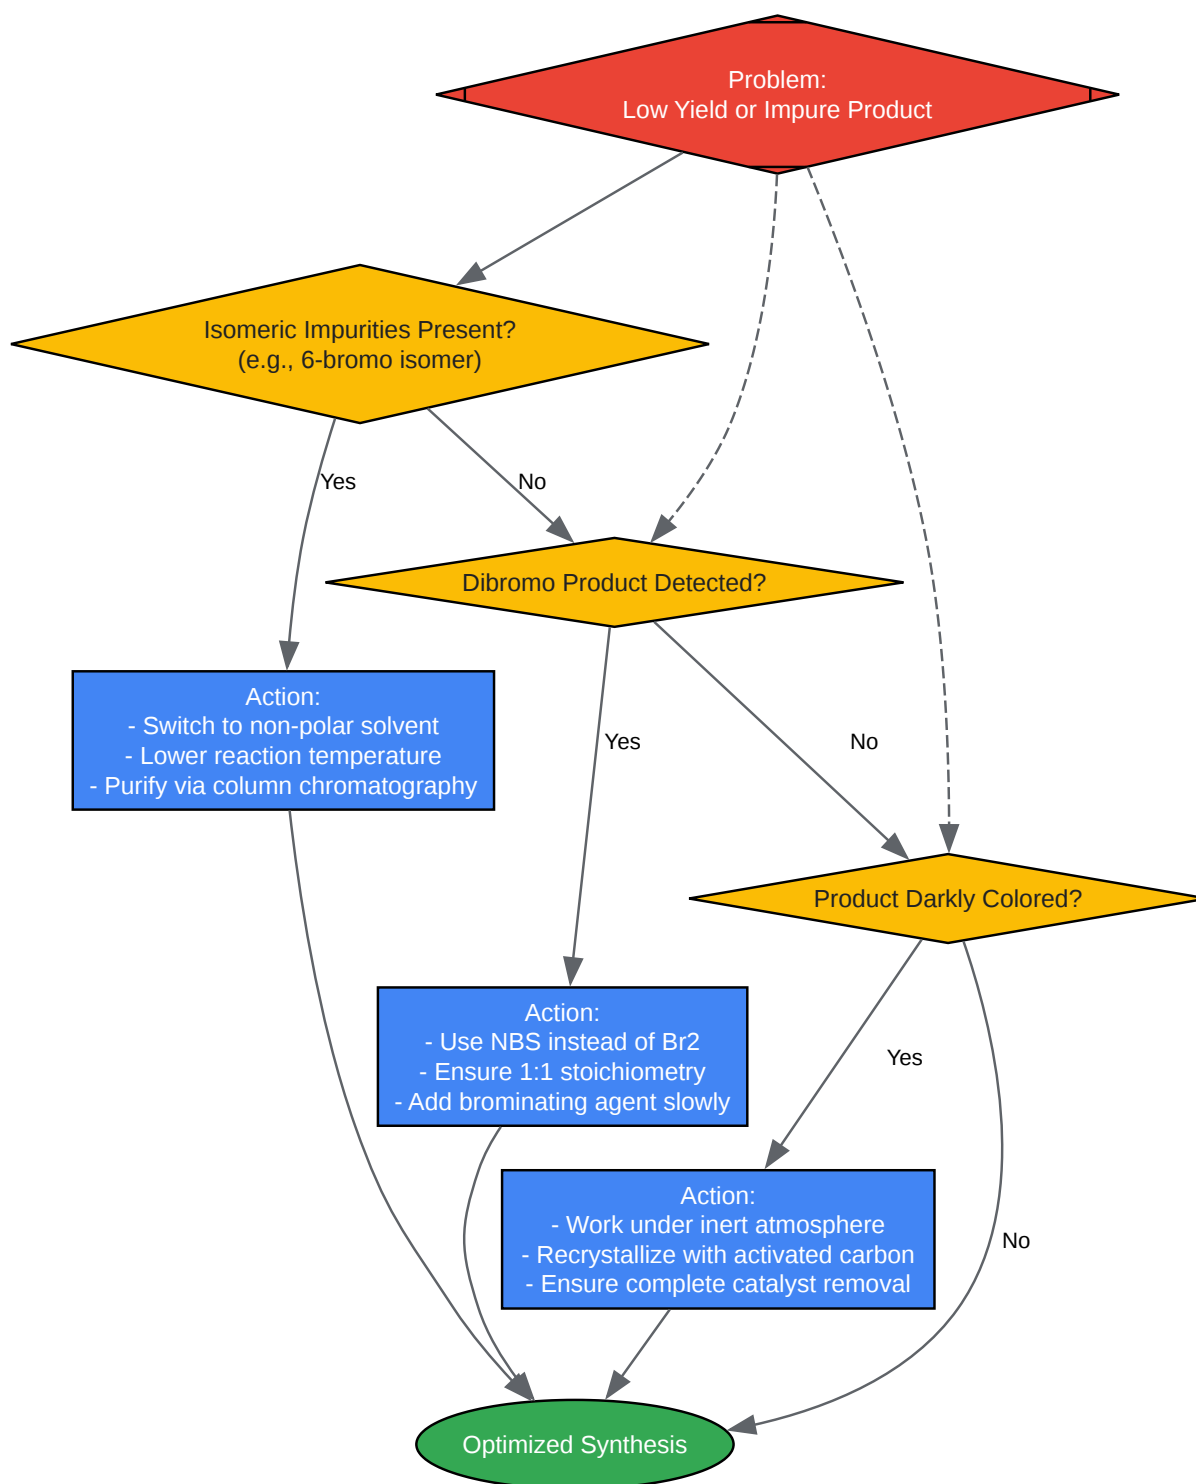 Problem:
Low Yield or Impure Product
Isomeric Impurities Present?
(e.g., 6-bromo isomer)
Yes
No
Dibromo Product Detected?
Action:
- Switch to non-polar solvent
- Lower reaction temperature
- Purify via column chromatography
Yes
No
Product Darkly Colored?
Action:
- Use NBS instead of Br2
- Ensure 1:1 stoichiometry
- Add brominating agent slowly
Yes
Action:
- Work under inert atmosphere
- Recrystallize with activated carbon
- Ensure complete catalyst removal
No
Optimized Synthesis